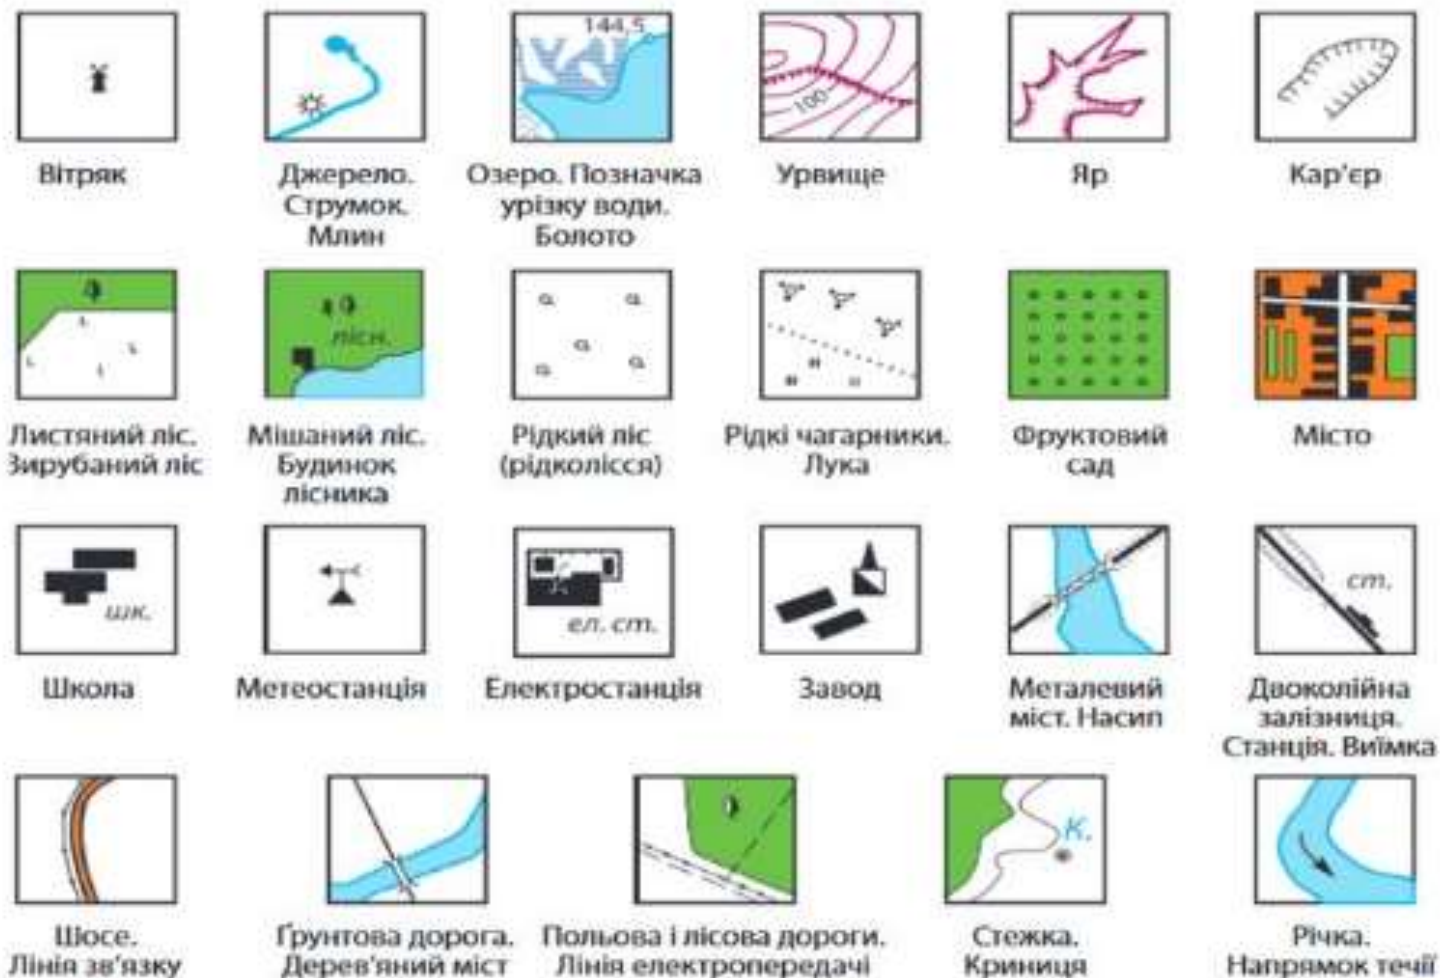 144,5
100
Вітряк
Джерело.
Струмок.
Млин
Озеро. Позначка
урізку води.
Болото
Урвище
Яр
Кар'єр
лісн.
Листяний ліс.
Вирубаний ліс
Мішаний ліс.
Будинок
лісника
Рідкий ліс
(рідколісся)
Рідкі чагарники.
Лука
Фруктовий
сад
Місто
шк.
ел. ст.
ст.
Школа
Метеостанція
Електростанція
Завод
Металевий
міст. Насип
Двоколійна
залізниця.
Станція. Виїмка
К.
Шосе.
Лінія зв'язку
Ґрунтова дорога.
Дерев'яний міст
Польова і лісова дороги.
Лінія електропередачі
Стежка.
Криниця
Річка.
Напрямок течії